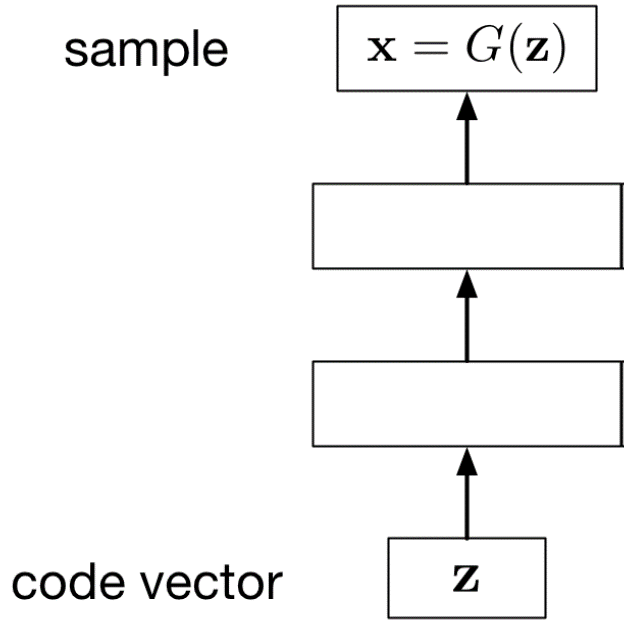 sample
x = G(z)
code vector
z